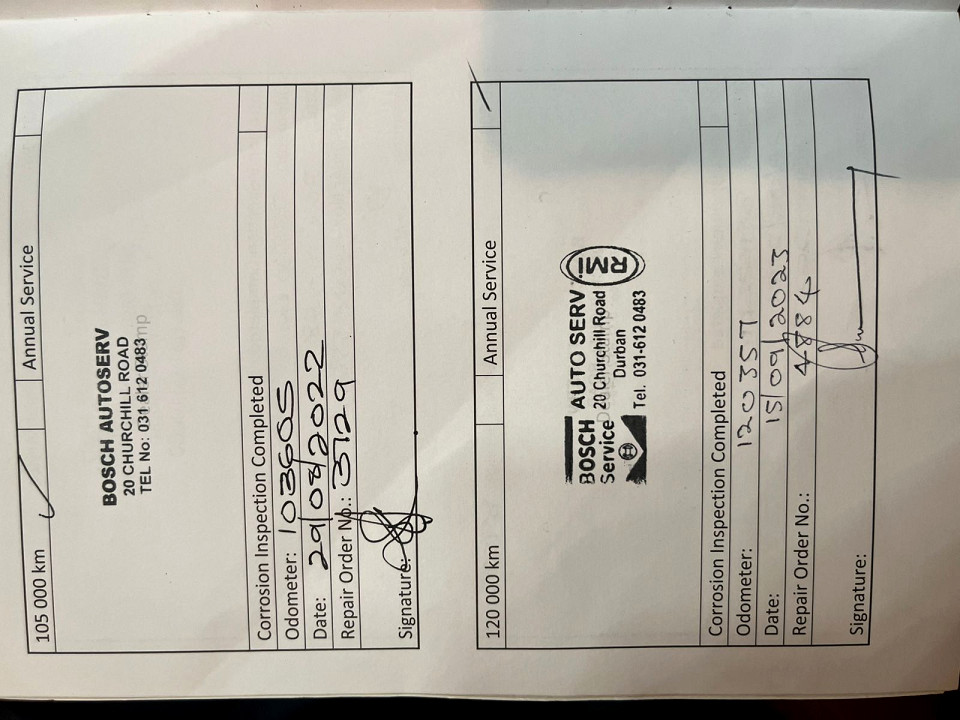 105 000 km Annual Service
BOSCH AUTOSERV
20 CHURCHILL ROAD
TEL No: 031 612 0483
Corrosion Inspection Completed
Odometer: 103605
Date: 29/08/2022
Repair Order No.: 3729
Signature:
120 000 km Annual Service
BOSCH AUTO SERV RMi
Service 20 Churchill Road
Durban
Tel. 031-612 0483
Corrosion Inspection Completed
Odometer: 120357
Date: 15/09/2023
Repair Order No.: 4884
Signature: